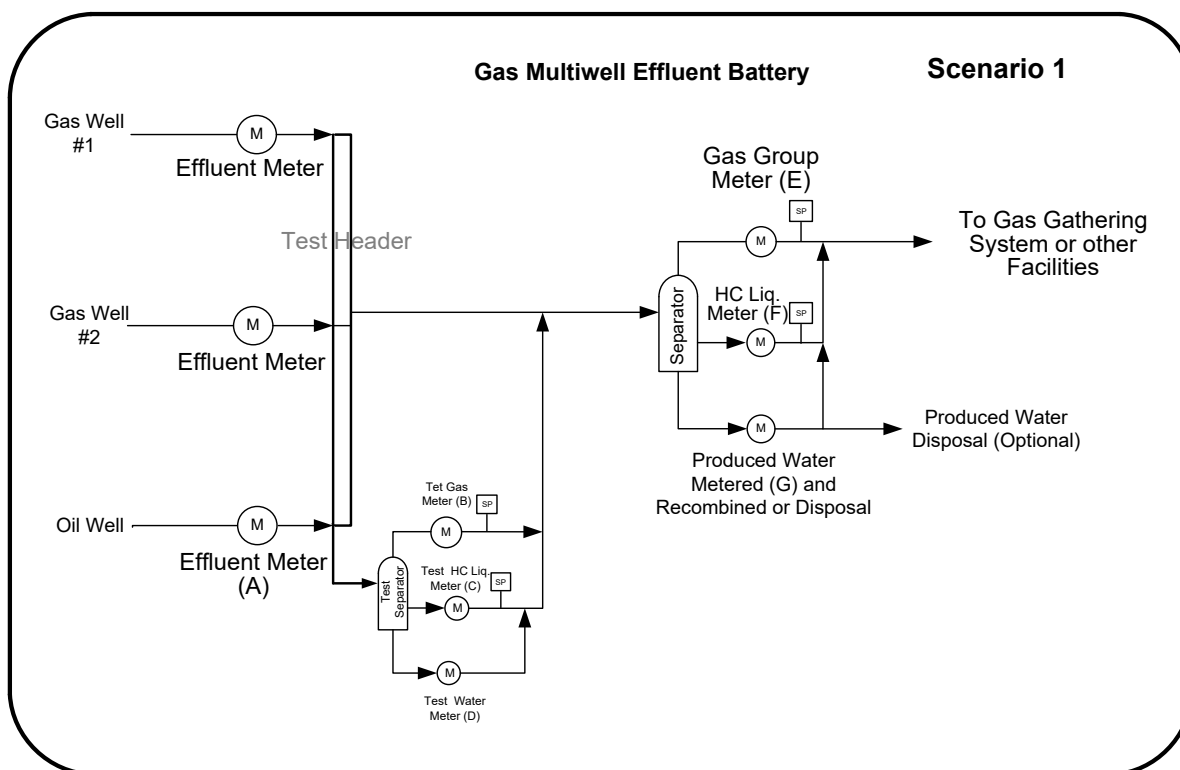 Gas Multiwell Effluent Battery
Scenario 1
Gas Well
#1
M
Effluent Meter
Test Header
Gas Well
#2
M
Effluent Meter
Oil Well
M
Effluent Meter
(A)
Tet Gas
Meter (B)
SP
M
Test Separator
Test HC Liq.
Meter (C)
SP
M
M
Test Water
Meter (D)
Separator
Gas Group
Meter (E)
SP
M
HC Liq.
Meter (F)
SP
M
M
Produced Water
Metered (G) and
Recombined or Disposal
To Gas Gathering
System or other
Facilities
Produced Water
Disposal (Optional)